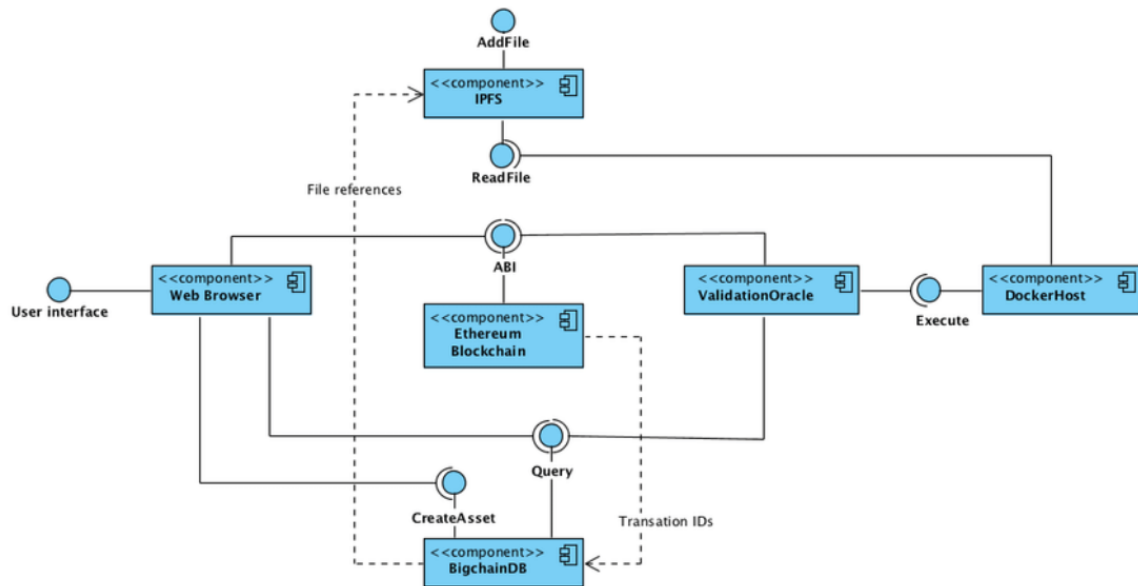 AddFile
<<component>>
IPFS
ReadFile
File references
ABI
<<component>>
Web Browser
User interface
<<component>>
ValidationOracle
<<component>>
DockerHost
Execute
<<component>>
Ethereum
Blockchain
Query
CreateAsset
Transation IDs
<<component>>
BigchainDB